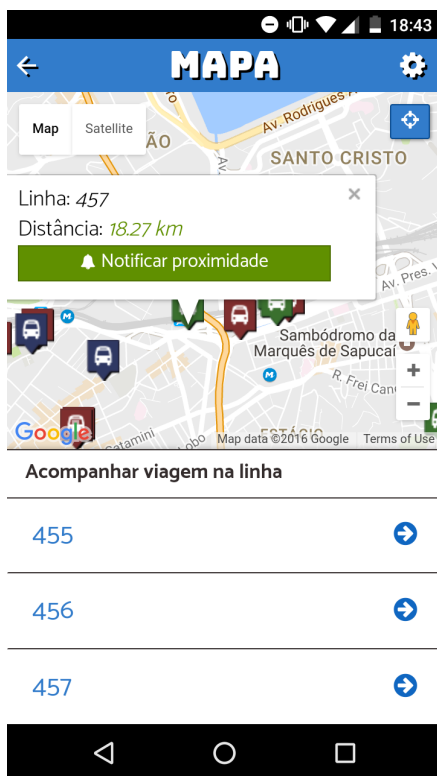 18:43
MAPA
Map
Satellite
ÃO
Av. Rodrigues
SANTO CRISTO
Linha: 457
×
Distância: 18.27 km
Notificar proximidade
Av. Pres.
Sambódromo da
Marquês de Sapucaí
R. Frei Cane
+
−
Google
Catamini
Map data ©2016 Google
Terms of Use
Acompanhar viagem na linha
455
456
457